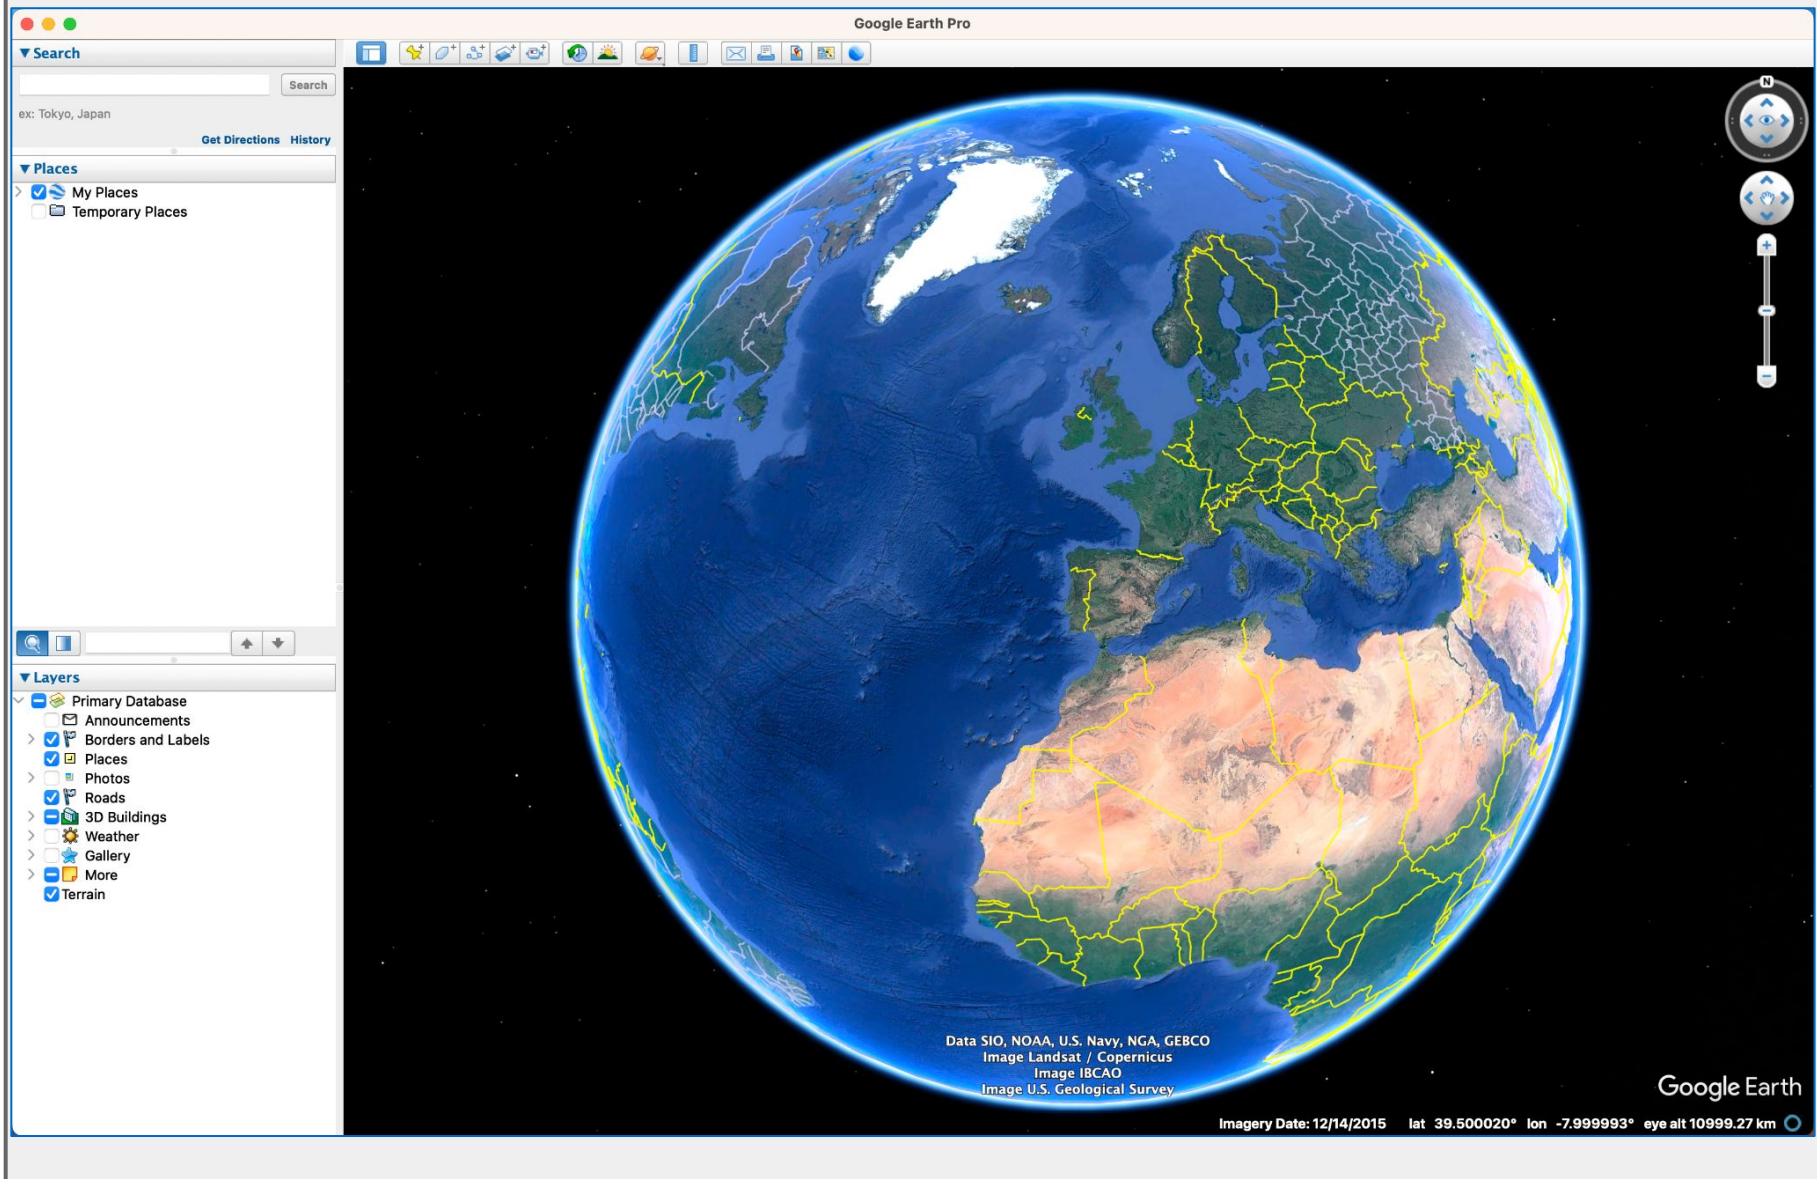 Google Earth Pro
Search
Search
ex: Tokyo, Japan
Get Directions History
Places
My Places
Temporary Places
Layers
Primary Database
Announcements
Borders and Labels
Places
Photos
Roads
3D Buildings
Weather
Gallery
More
Terrain
N
Data SIO, NOAA, U.S. Navy, NGA, GEBCO
Image Landsat / Copernicus
Image IBCAO
Image U.S. Geological Survey
Google Earth
Imagery Date: 12/14/2015 lat 39.500020° lon -7.999993° eye alt 10999.27 km